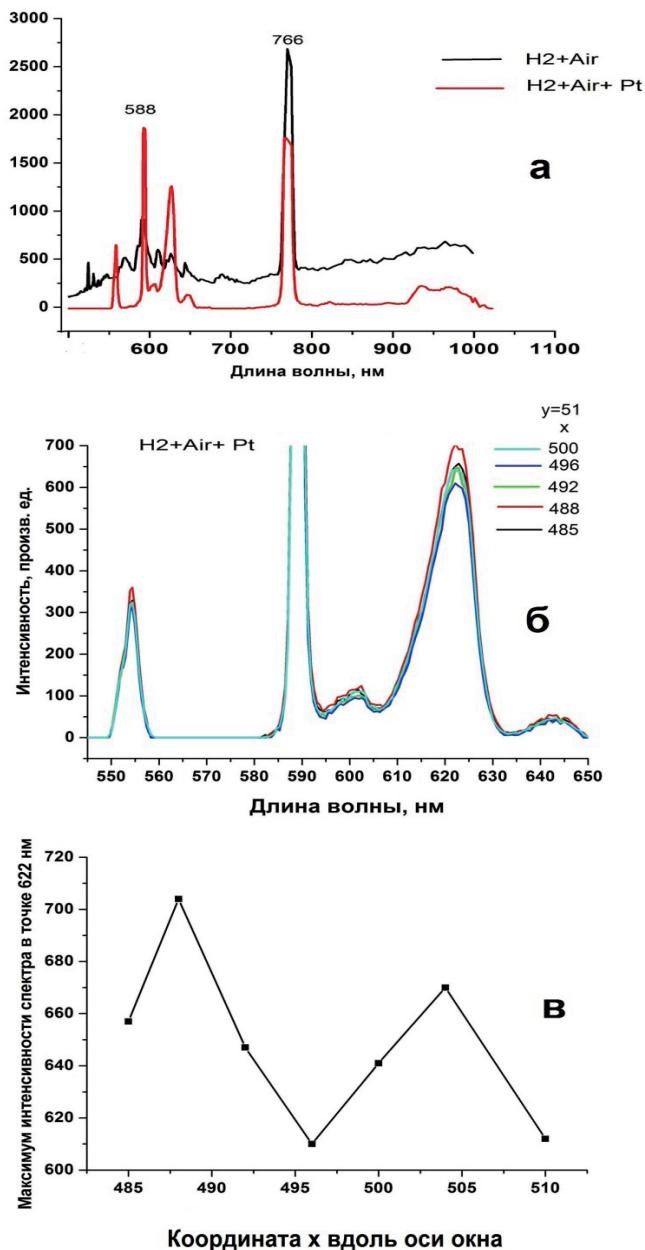 3000
2500
2000
1500
1000
500
0
766
588
H2+Air
H2+Air+ Pt
а
600 700 800 900 1000 1100
Длина волны, нм
y=51
x
H2+Air+ Pt
500
496
492
488
485
700
600
500
400
300
200
100
0
Интенсивность, произв. ед.
б
550 560 570 580 590 600 610 620 630 640 650
Длина волны, нм
720
700
680
660
640
620
600
Максимум интенсивности спектра в точке 622 нм
в
485 490 495 500 505 510
Координата х вдоль оси окна